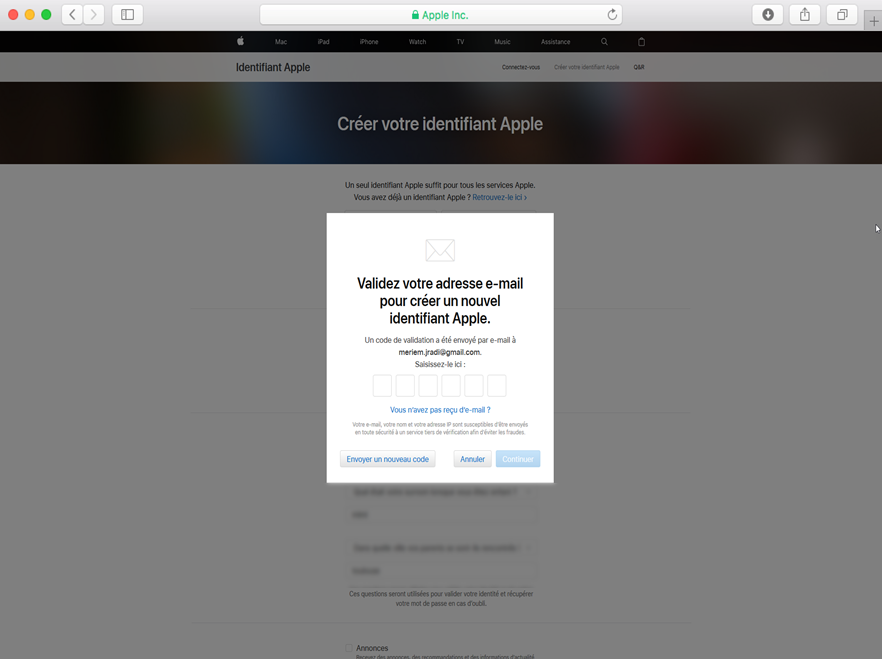 Apple Inc.
Mac iPad iPhone Watch TV Music Assistance
Identifiant Apple
Connectez-vous Créer votre identifiant Apple Q&R
Créer votre identifiant Apple
Un seul identifiant Apple suffit pour tous les services Apple.
Vous avez déjà un identifiant Apple ? Retrouvez-le ici ›
Validez votre adresse e-mail
pour créer un nouvel
identifiant Apple.
Un code de validation a été envoyé par e-mail à
meriem.jradi@gmail.com.
Saisissez-le ici :
Vous n'avez pas reçu d'e-mail ?
Votre e-mail, votre nom et votre adresse IP sont susceptibles d'être envoyés
en toute sécurité à un service tiers de vérification afin d'éviter les fraudes.
Envoyer un nouveau code Annuler Continuer
Ces questions seront utilisées pour valider votre identité et récupérer
votre mot de passe en cas d'oubli.
Annonces
Recevez des annonces, des recommandations et des informations d'actualité